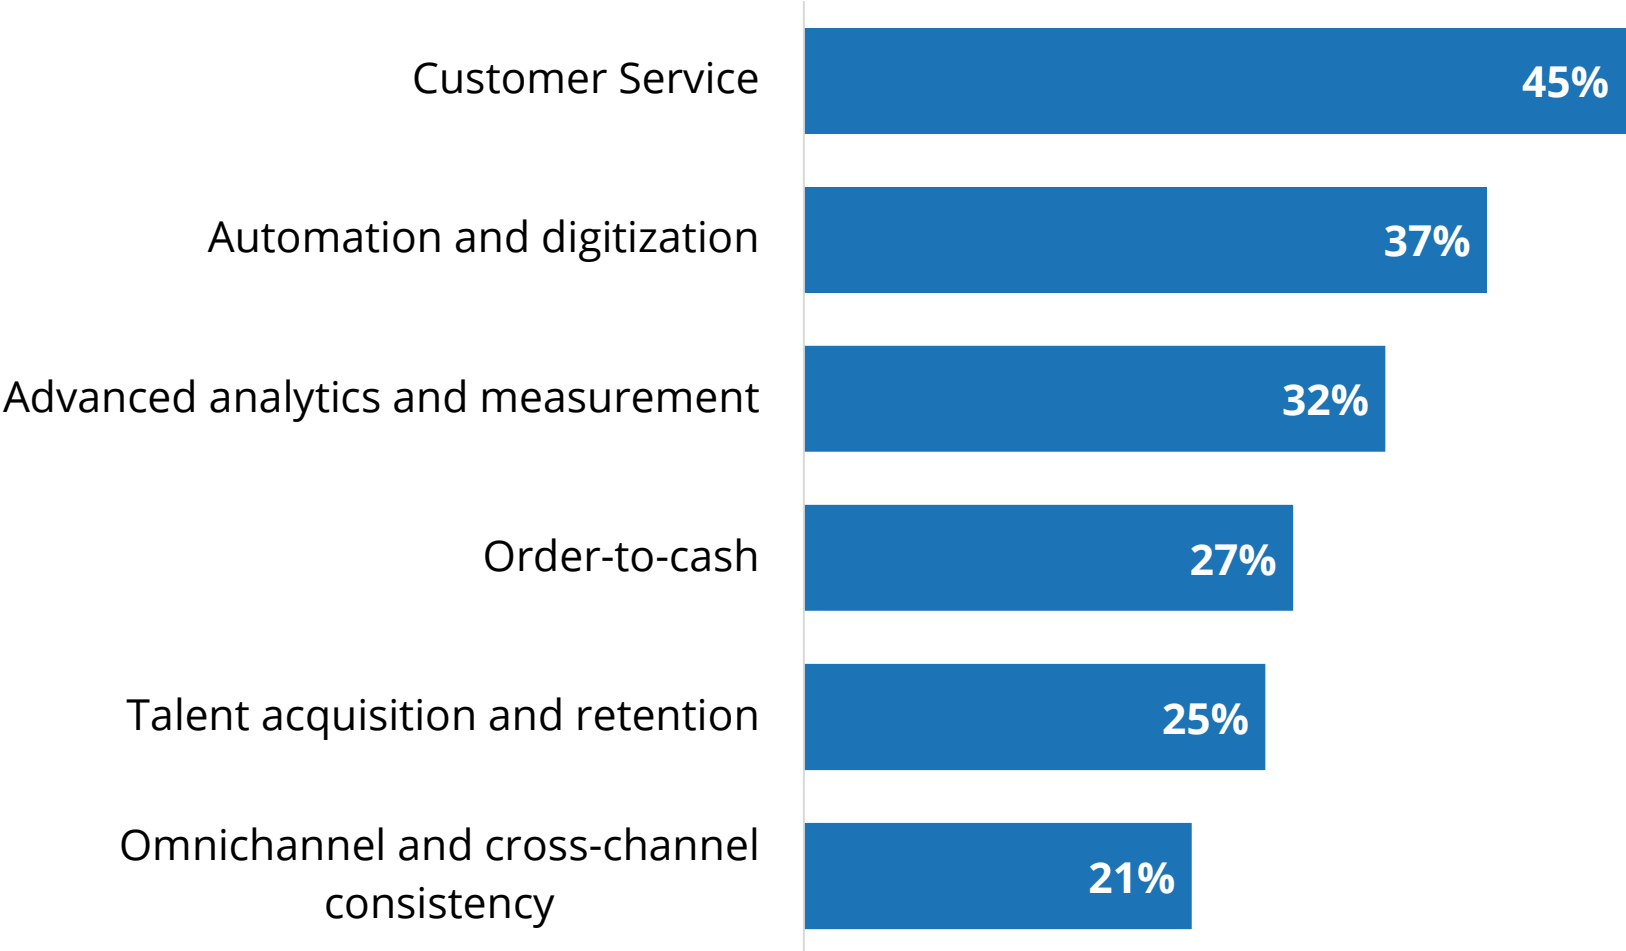 Customer Service
45%
Automation and digitization
37%
Advanced analytics and measurement
32%
Order-to-cash
27%
Talent acquisition and retention
25%
Omnichannel and cross-channel
consistency
21%